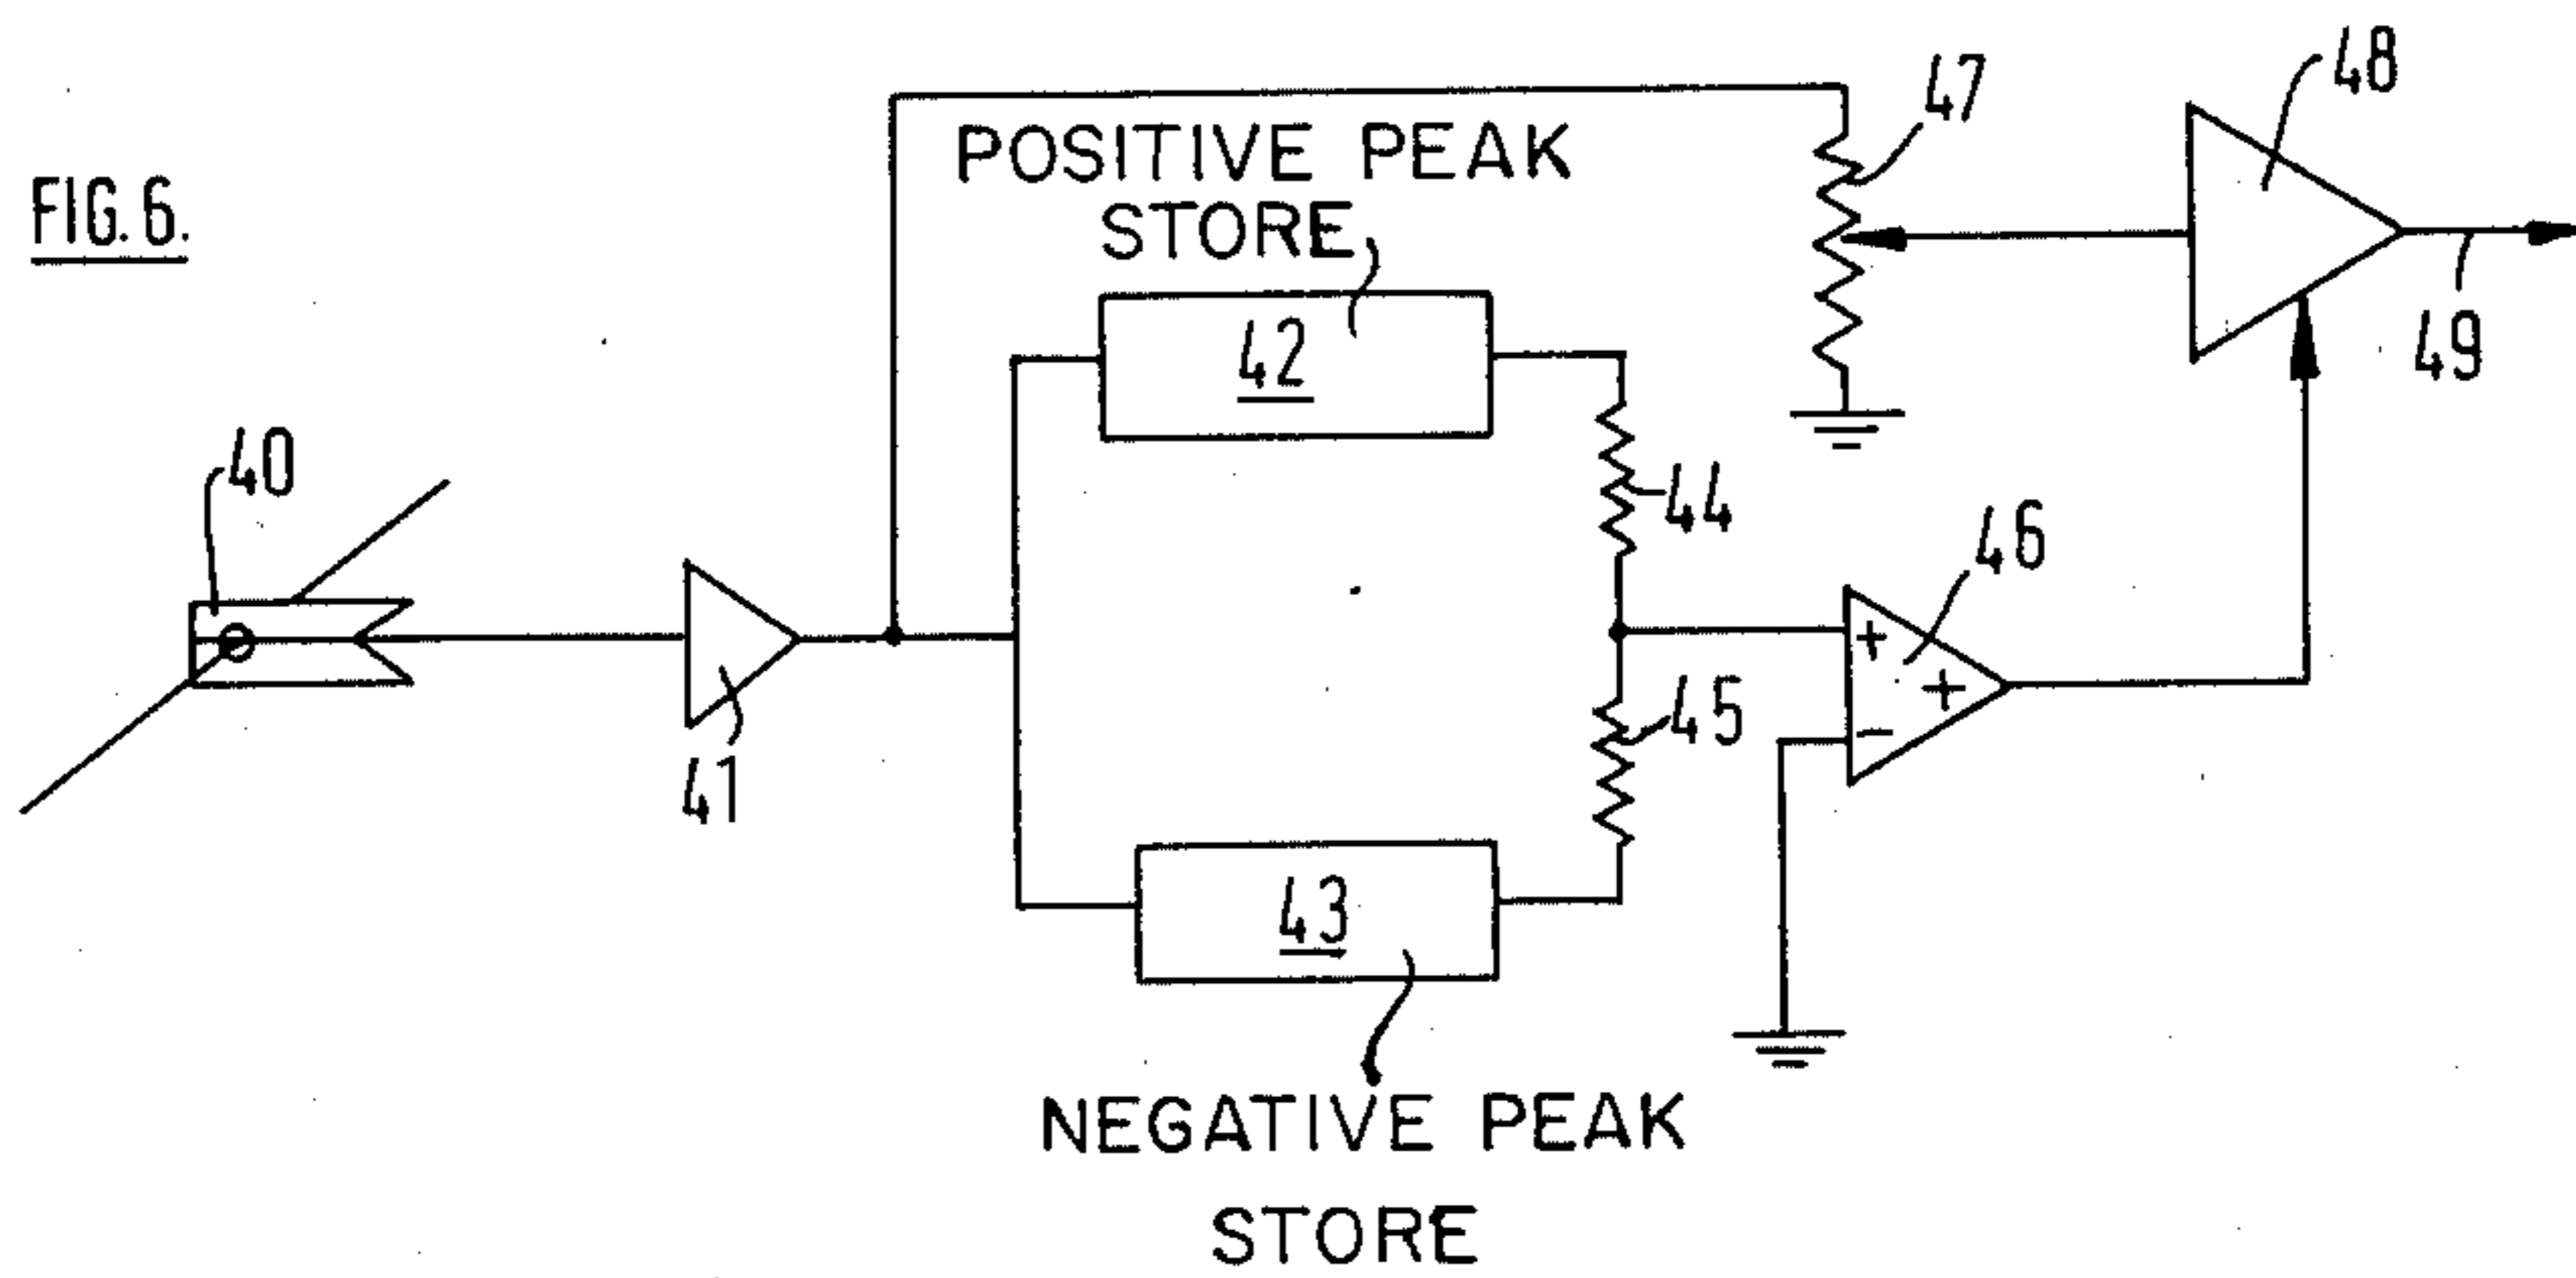 FIG. 6.
POSITIVE PEAK
STORE
47
48
42
49
40
44
46
+
+
-
45
41
43
NEGATIVE PEAK
STORE